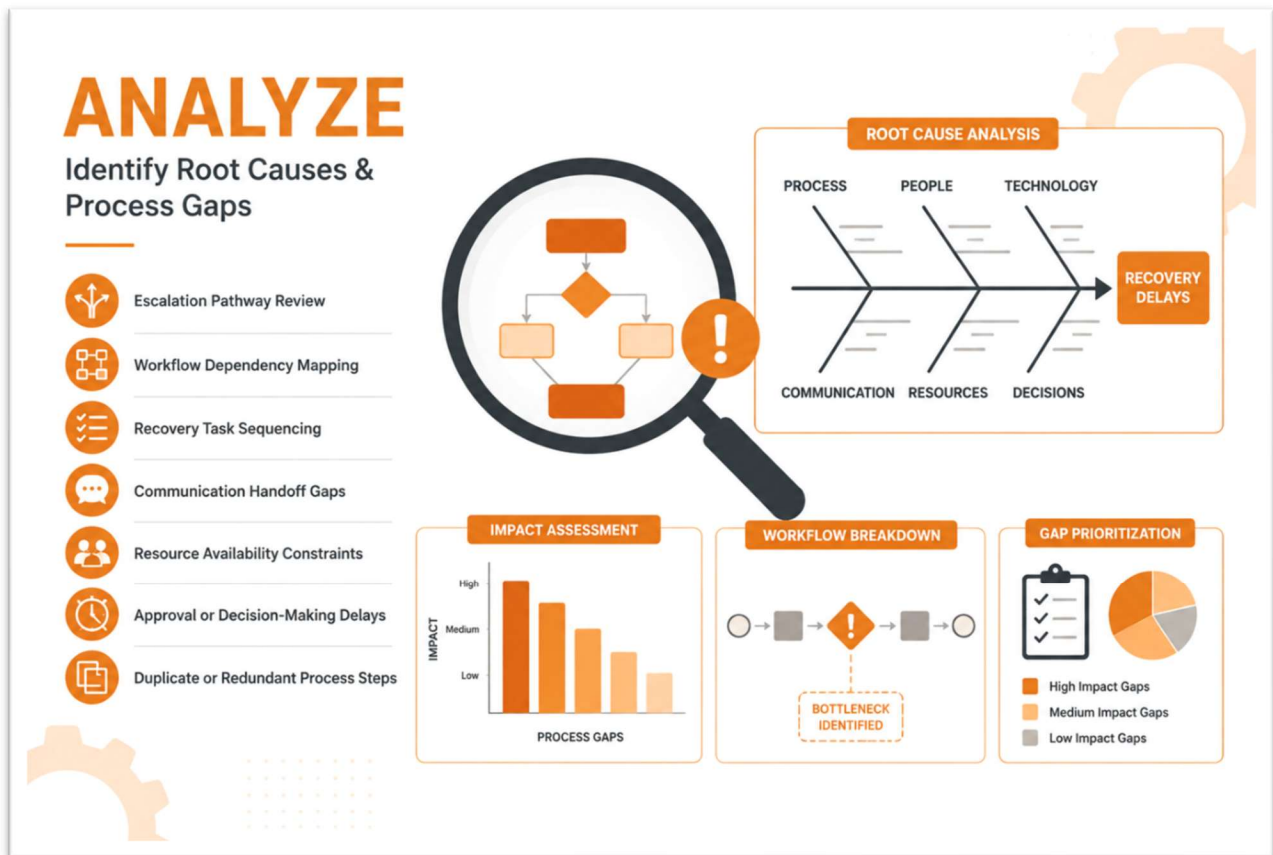 ANALYZE
Identify Root Causes &
Process Gaps
Escalation Pathway Review
Workflow Dependency Mapping
Recovery Task Sequencing
Communication Handoff Gaps
Resource Availability Constraints
Approval or Decision-Making Delays
Duplicate or Redundant Process Steps
!
ROOT CAUSE ANALYSIS
PROCESS PEOPLE TECHNOLOGY
RECOVERY
DELAYS
COMMUNICATION RESOURCES DECISIONS
IMPACT ASSESSMENT
High
Medium
Low
IMPACT
PROCESS GAPS
WORKFLOW BREAKDOWN
!
BOTTLENECK
IDENTIFIED
GAP PRIORITIZATION
High Impact Gaps
Medium Impact Gaps
Low Impact Gaps